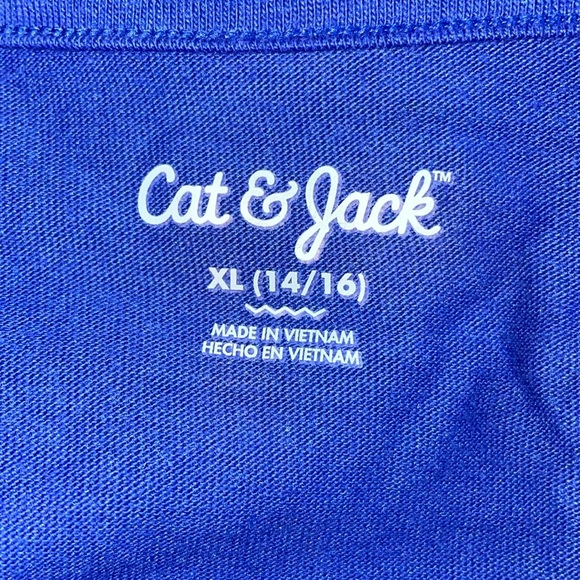 Cat & Jack™
XL (14/16)
MADE IN VIETNAM
HECHO EN VIETNAM